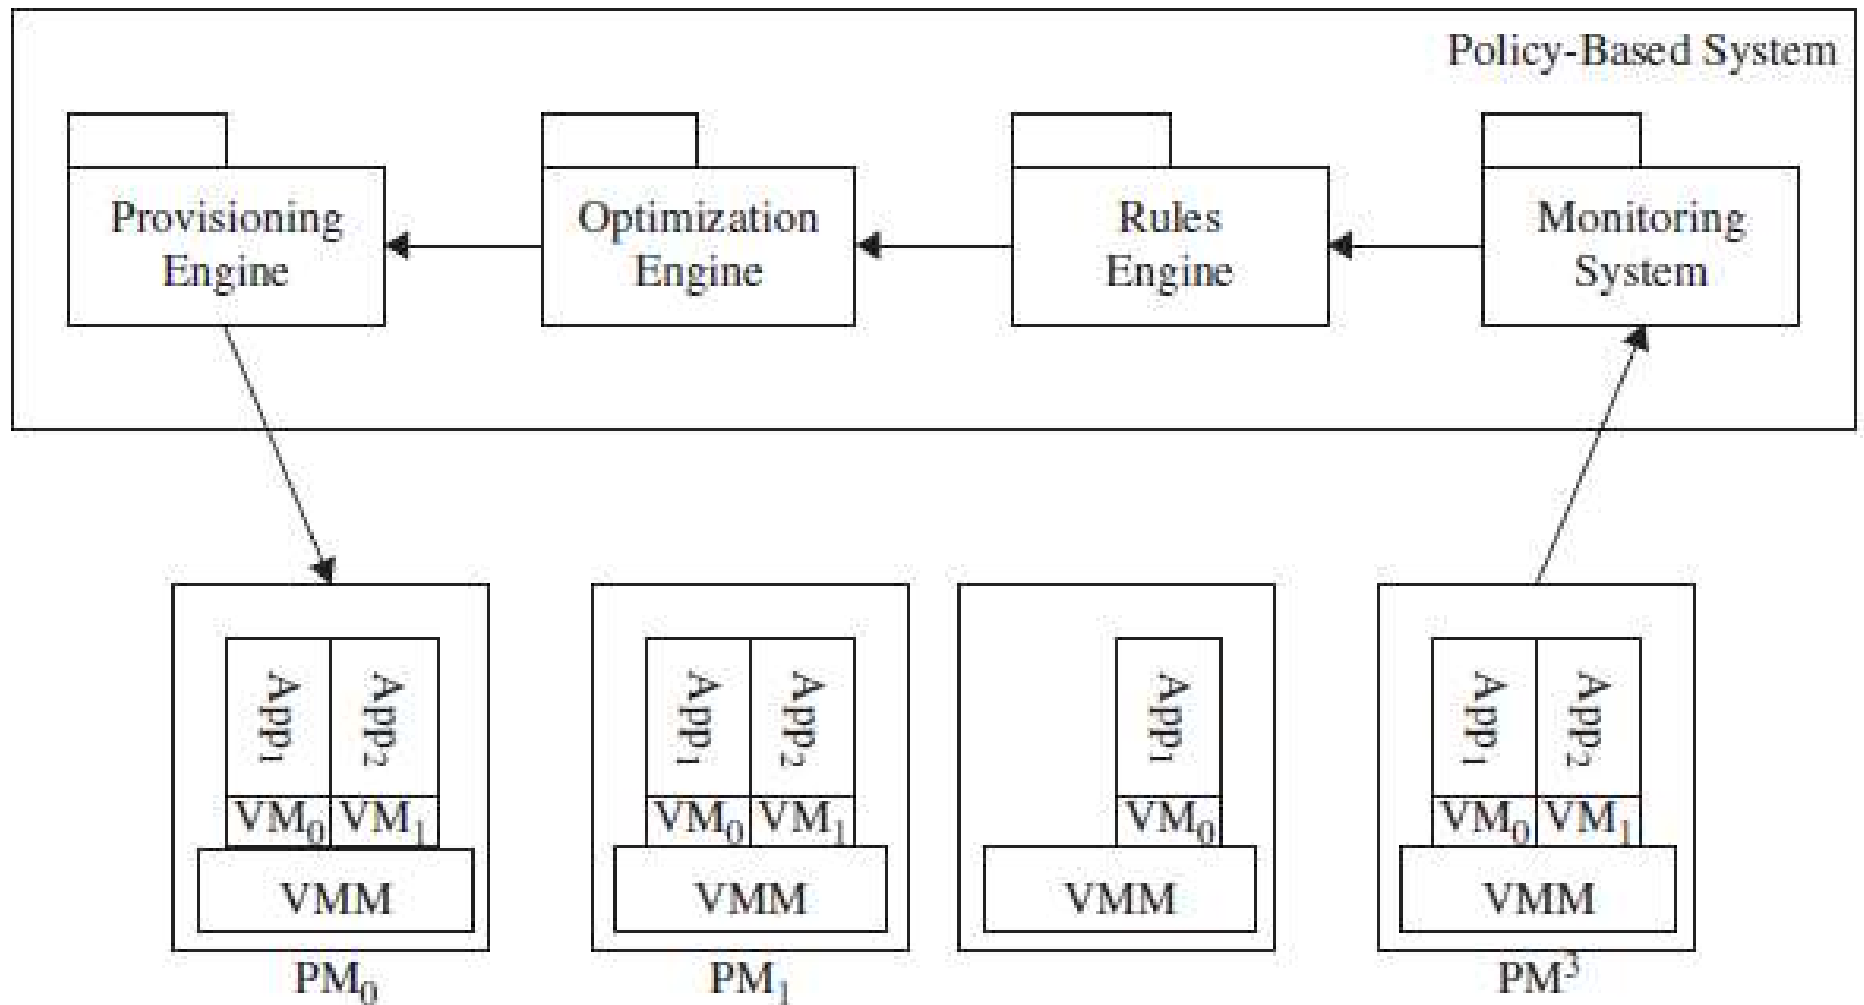 Policy-Based System
Provisioning
Engine
Optimization
Engine
Rules
Engine
Monitoring
System
App₁
App₂
VM₀
VM₁
VMM
PM₀
App₁
App₂
VM₀
VM₁
VMM
PM₁
App₁
VM₀
VMM
App₁
App₂
VM₀
VM₁
VMM
PM³